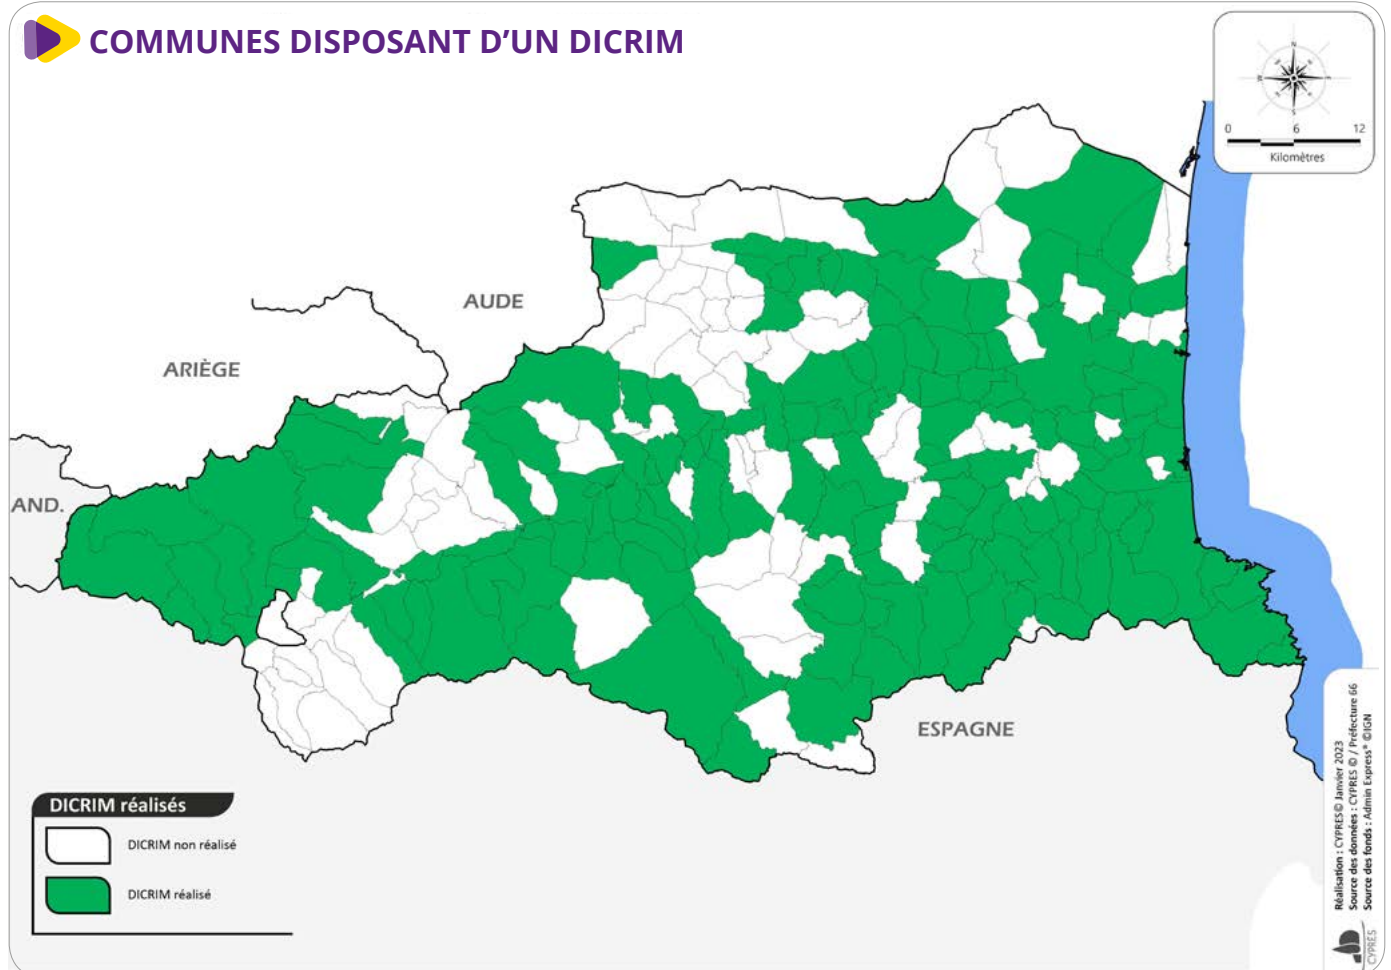 COMMUNES DISPOSANT D’UN DICRIM
N
S
0 6 12
Kilomètres
AUDE
ARIÈGE
AND.
ESPAGNE
DICRIM réalisés
DICRIM non réalisé
DICRIM réalisé
Réalisation : CYPRES© Janvier 2023
Source des données : CYPRES © / Préfecture 66
Source des fonds : Admin Express® ©IGN
CYPRES